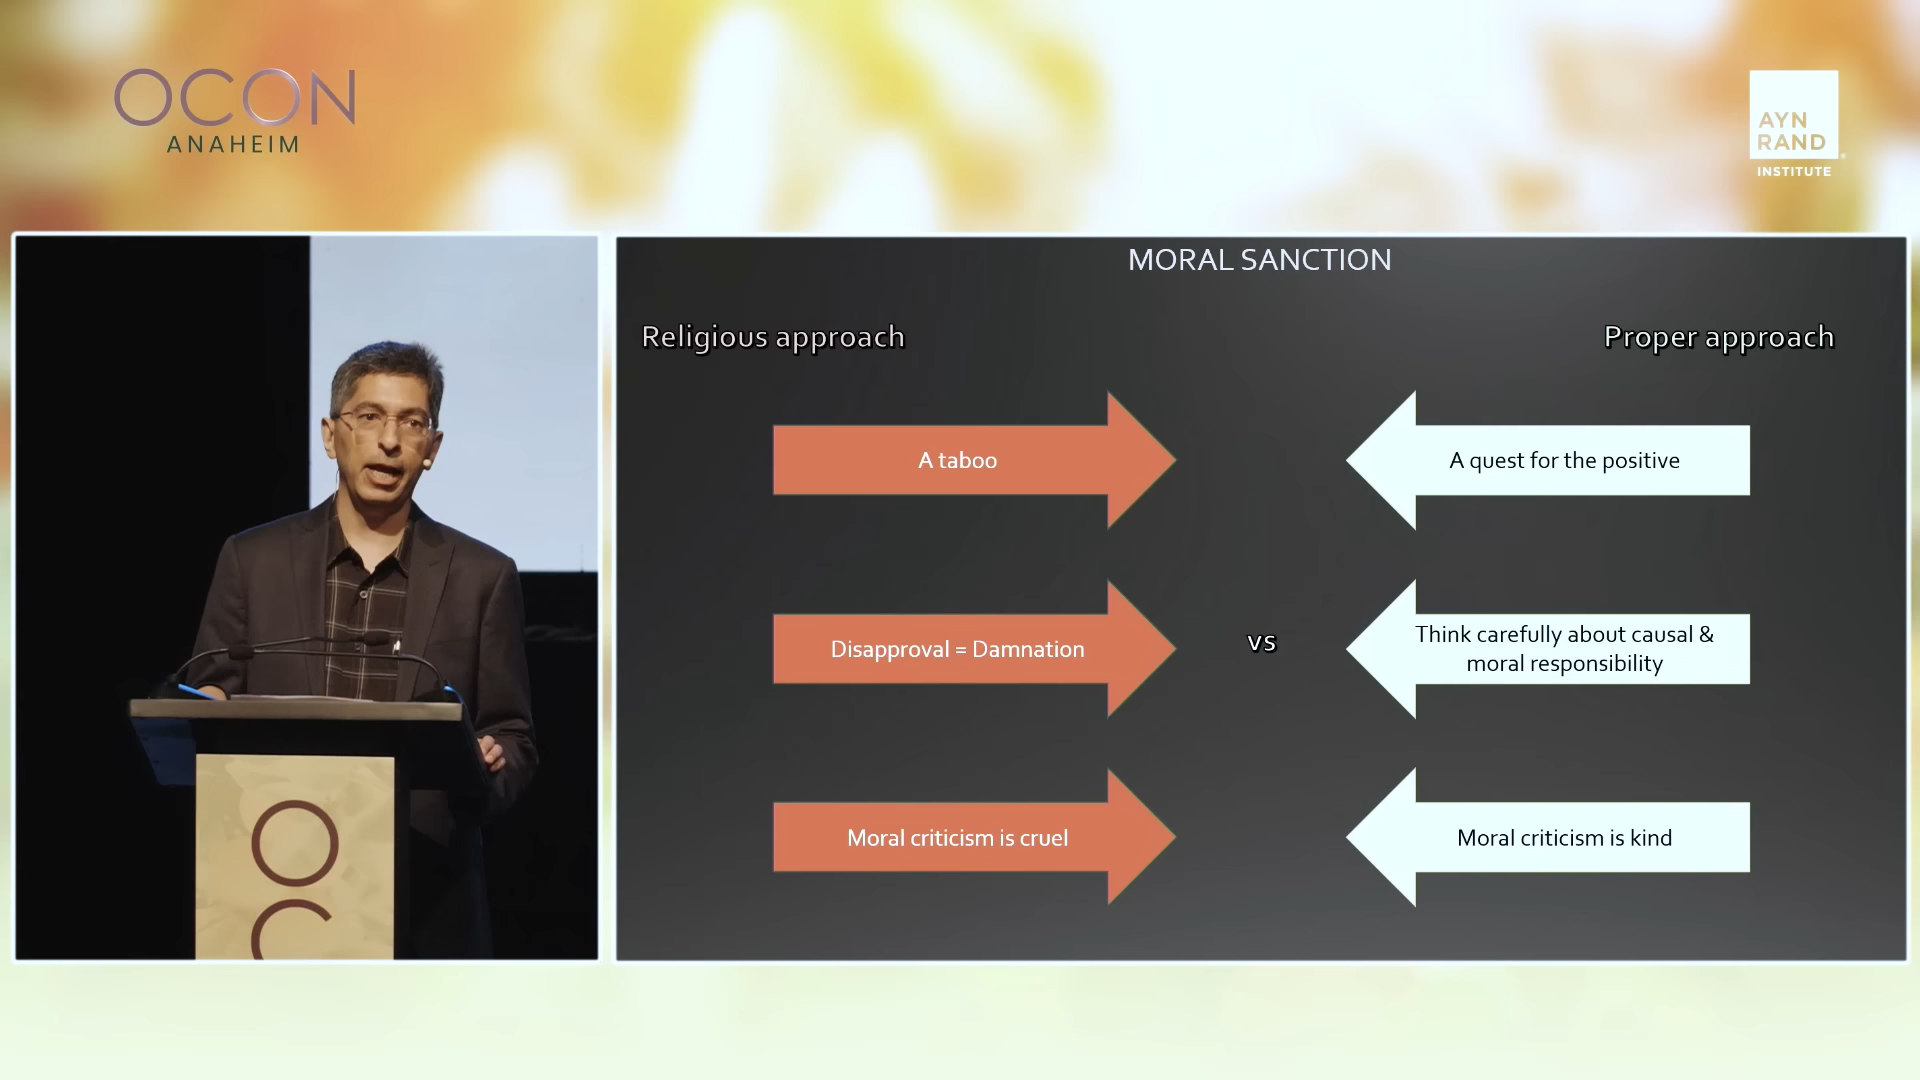 OCON
ANAHEIM
AYN
RAND
INSTITUTE
MORAL SANCTION
Religious approach
Proper approach
A taboo
A quest for the positive
Disapproval = Damnation
vs
Think carefully about causal &
moral responsibility
Moral criticism is cruel
Moral criticism is kind
O
C